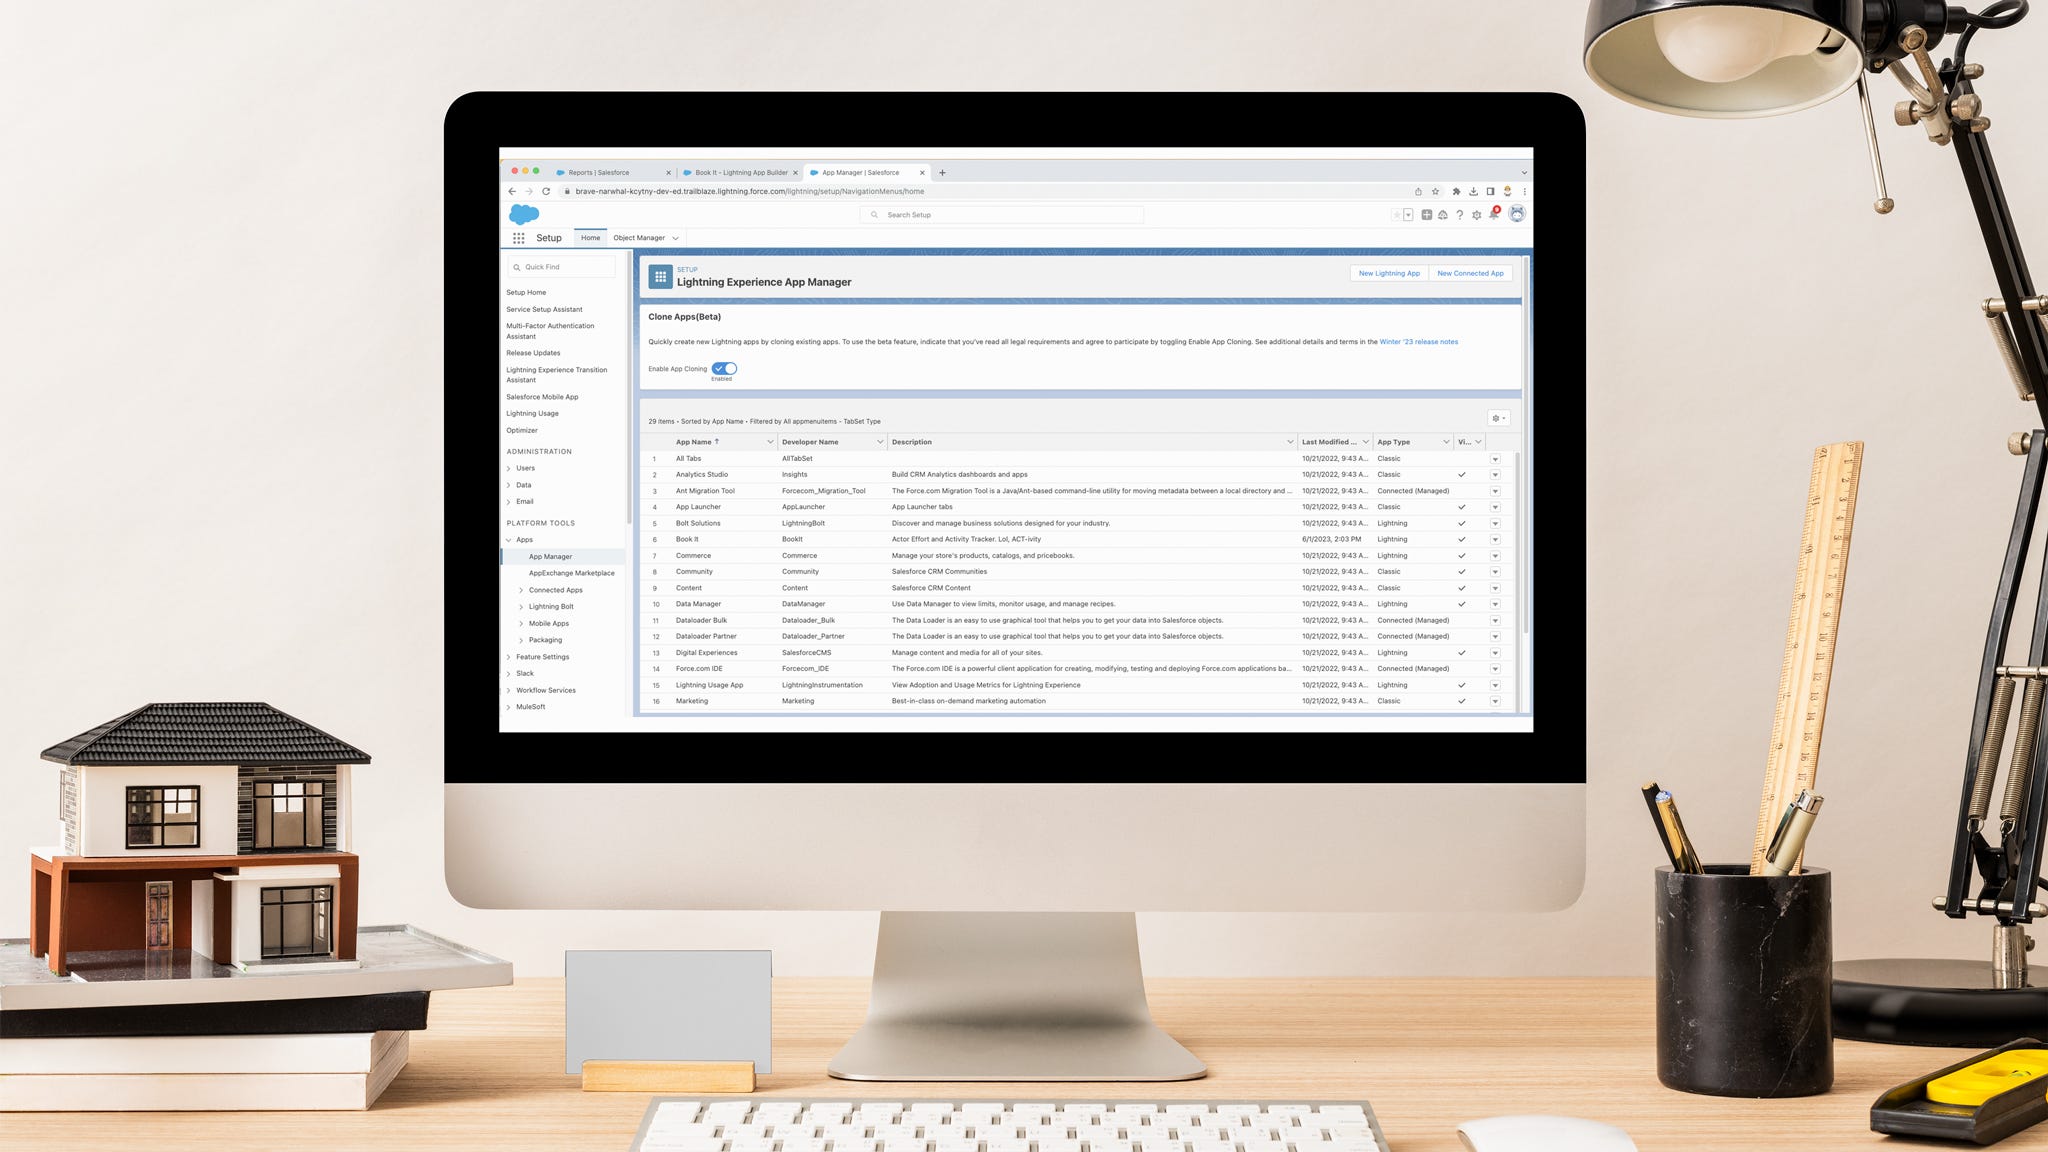 Reports | Salesforce
Book It - Lightning App Builder
App Manager | Salesforce
brave-narwhal-kcytny-dev-ed.trailblaze.lightning.force.com/lightning/setup/NavigationMenus/home
Search Setup
Setup
Home
Object Manager
Quick Find
Setup Home
Service Setup Assistant
Multi-Factor Authentication
Assistant
Release Updates
Lightning Experience Transition
Assistant
Salesforce Mobile App
Lightning Usage
Optimizer
ADMINISTRATION
Users
Data
Email
PLATFORM TOOLS
Apps
App Manager
AppExchange Marketplace
Connected Apps
Lightning Bolt
Mobile Apps
Packaging
Feature Settings
Slack
Workflow Services
MuleSoft
SETUP
Lightning Experience App Manager
New Lightning App
New Connected App
Clone Apps(Beta)
Quickly create new Lightning apps by cloning existing apps. To use the beta feature, indicate that you've read all legal requirements and agree to participate by toggling Enable App Cloning. See additional details and terms in the Winter '23 release notes
Enable App Cloning
Enabled
29 items • Sorted by App Name • Filtered by All appmenuitems - TabSet Type
App Name Developer Name Description Last Modified ... App Type Vi...
1 All Tabs AllTabSet 10/21/2022, 9:43 A... Classic
2 Analytics Studio Insights Build CRM Analytics dashboards and apps 10/21/2022, 9:43 A... Classic
3 Ant Migration Tool Forcecom_Migration_Tool The Force.com Migration Tool is a Java/Ant-based command-line utility for moving metadata between a local directory and ... 10/21/2022, 9:43 A... Connected (Managed)
4 App Launcher AppLauncher App Launcher tabs 10/21/2022, 9:43 A... Classic
5 Bolt Solutions LightningBolt Discover and manage business solutions designed for your industry. 10/21/2022, 9:43 A... Lightning
6 Book It BookIt Actor Effort and Activity Tracker. Lol, ACT-ivity 6/1/2023, 2:03 PM Lightning
7 Commerce Commerce Manage your store's products, catalogs, and pricebooks. 10/21/2022, 9:43 A... Lightning
8 Community Community Salesforce CRM Communities 10/21/2022, 9:43 A... Classic
9 Content Content Salesforce CRM Content 10/21/2022, 9:43 A... Classic
10 Data Manager DataManager Use Data Manager to view limits, monitor usage, and manage recipes. 10/21/2022, 9:43 A... Lightning
11 Dataloader Bulk Dataloader_Bulk The Data Loader is an easy to use graphical tool that helps you to get your data into Salesforce objects. 10/21/2022, 9:43 A... Connected (Managed)
12 Dataloader Partner Dataloader_Partner The Data Loader is an easy to use graphical tool that helps you to get your data into Salesforce objects. 10/21/2022, 9:43 A... Connected (Managed)
13 Digital Experiences SalesforceCMS Manage content and media for all of your sites. 10/21/2022, 9:43 A... Lightning
14 Force.com IDE Forcecom_IDE The Force.com IDE is a powerful client application for creating, modifying, testing and deploying Force.com applications ba... 10/21/2022, 9:43 A... Connected (Managed)
15 Lightning Usage App LightningInstrumentation View Adoption and Usage Metrics for Lightning Experience 10/21/2022, 9:43 A... Lightning
16 Marketing Marketing Best-in-class on-demand marketing automation 10/21/2022, 9:43 A... Classic